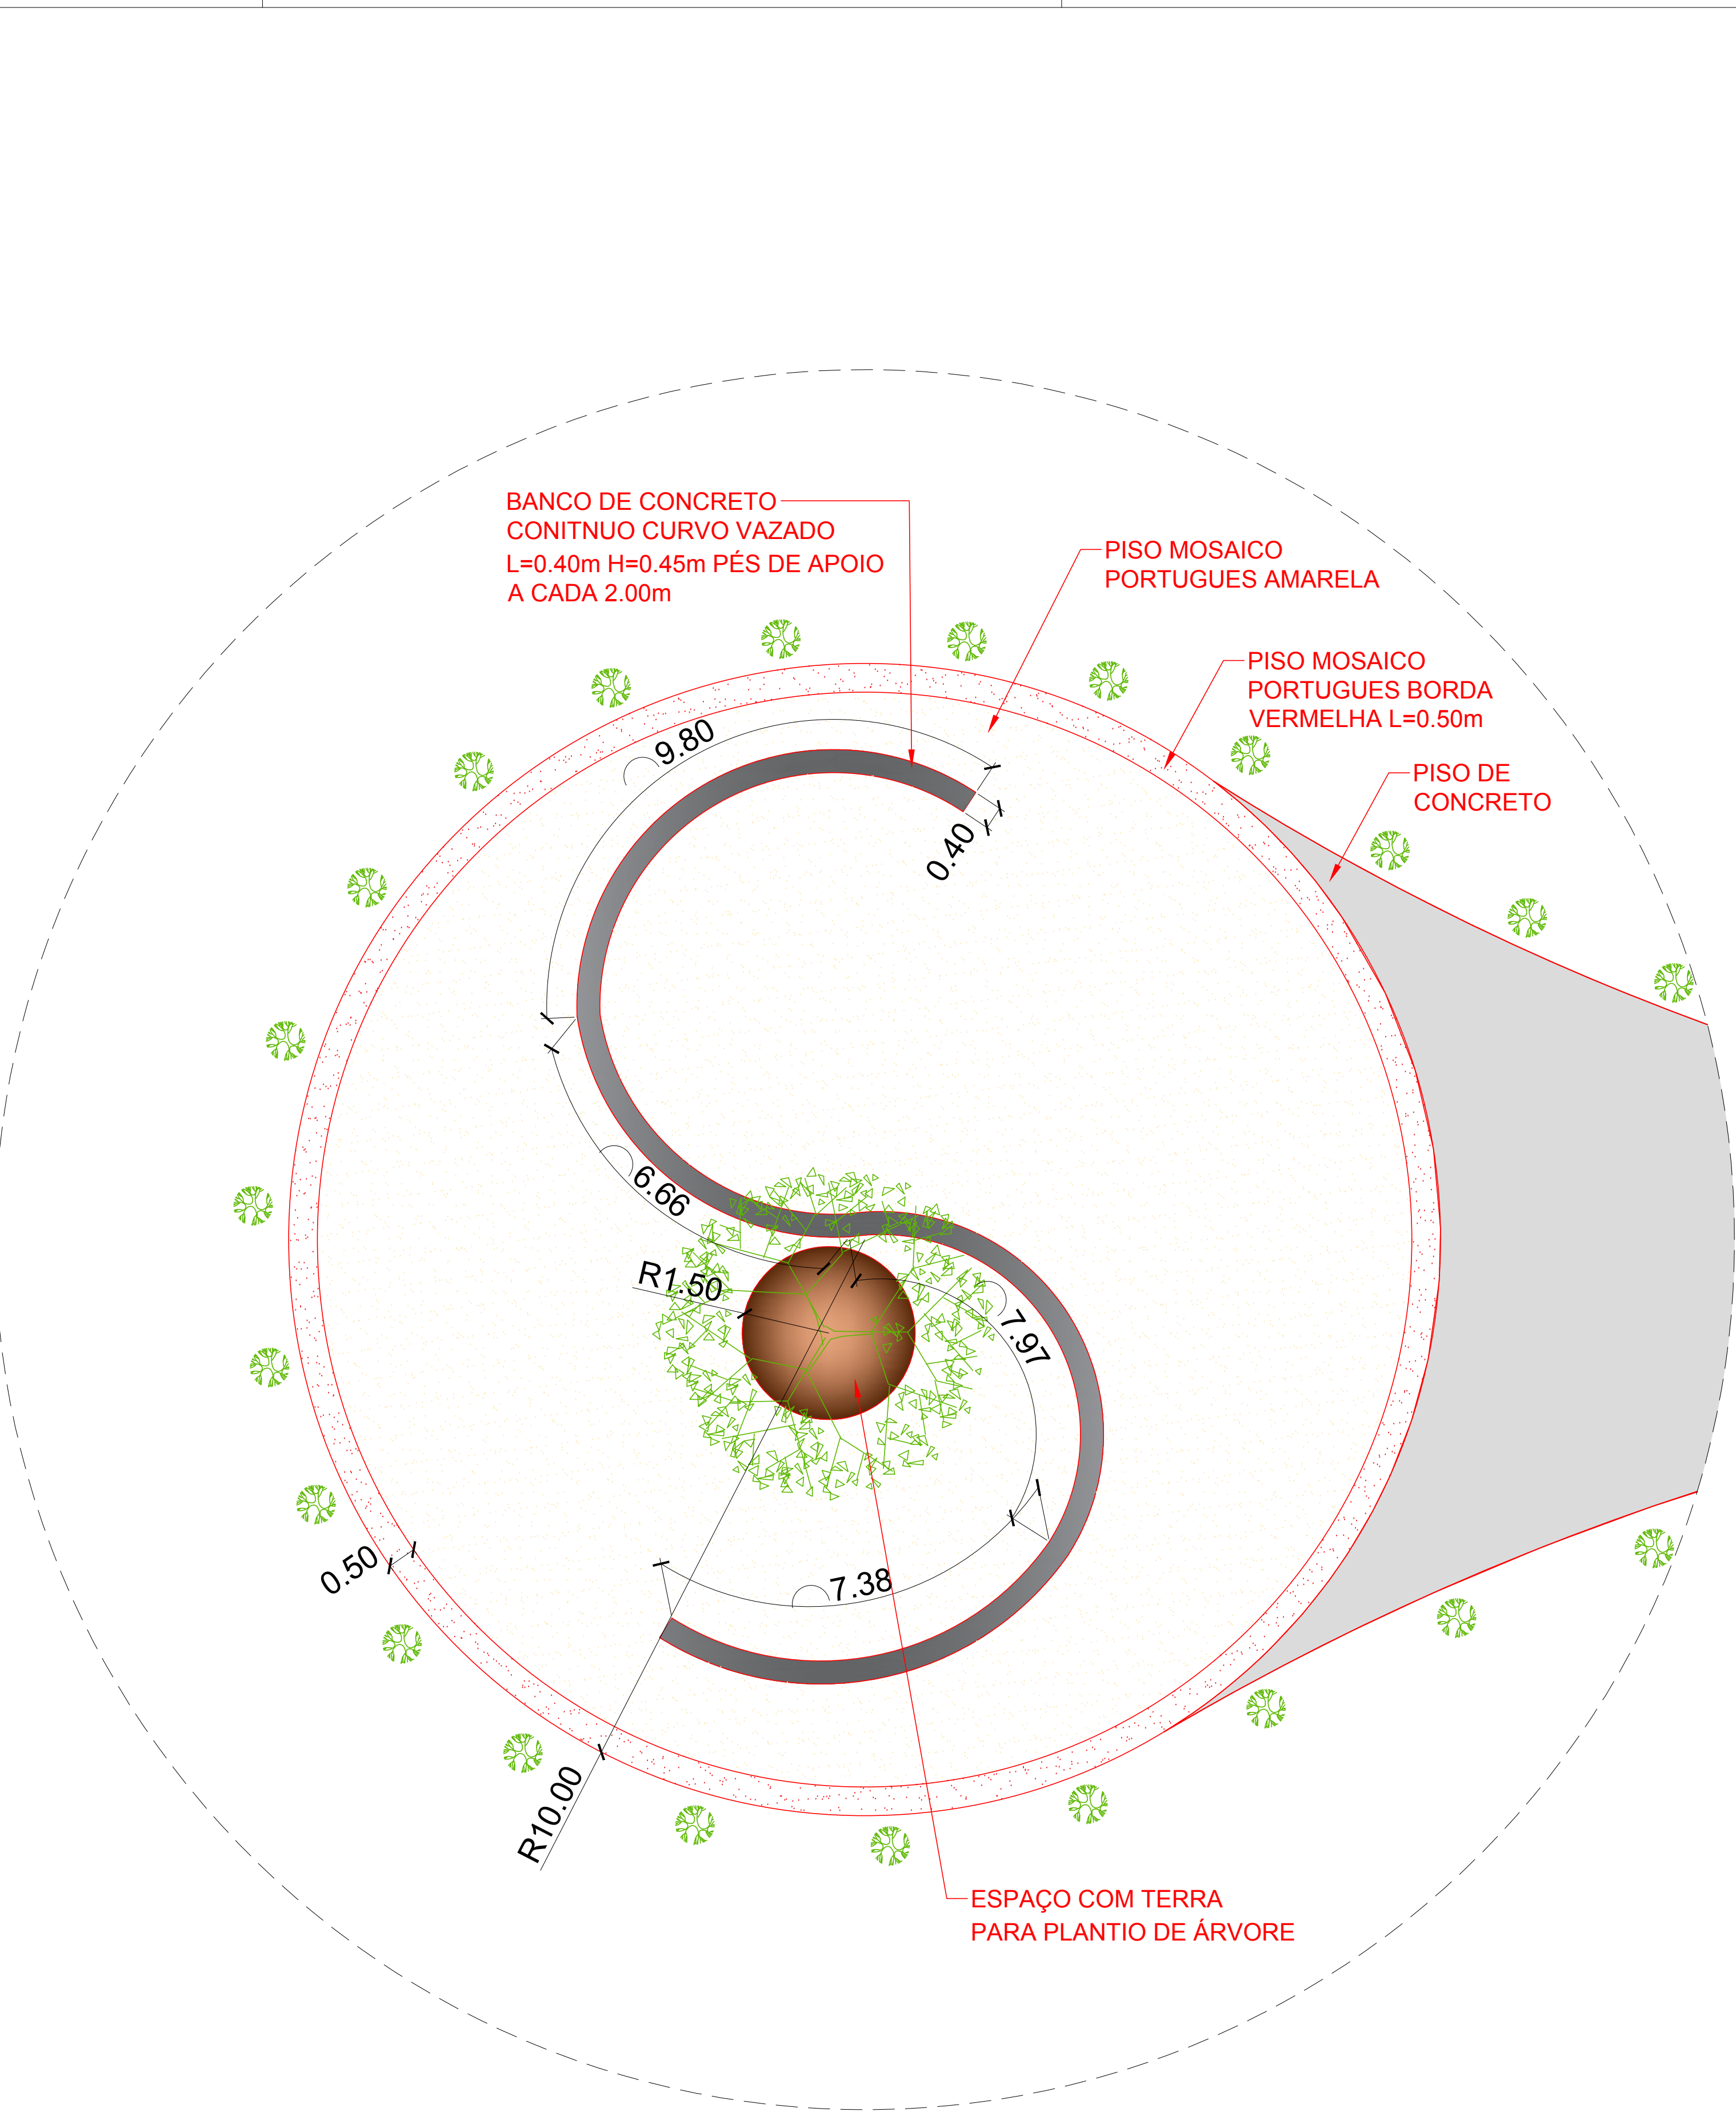 BANCO DE CONCRETO
CONITNUO CURVO VAZADO
L=0.40m H=0.45m PÉS DE APOIO
A CADA 2.00m
PISO MOSAICO
PORTUGUES AMARELA
PISO MOSAICO
PORTUGUES BORDA
VERMELHA L=0.50m
PISO DE
CONCRETO
9.80
0.40
6.66
R1.50
7.97
0.50
7.38
R10.00
ESPAÇO COM TERRA
PARA PLANTIO DE ÁRVORE